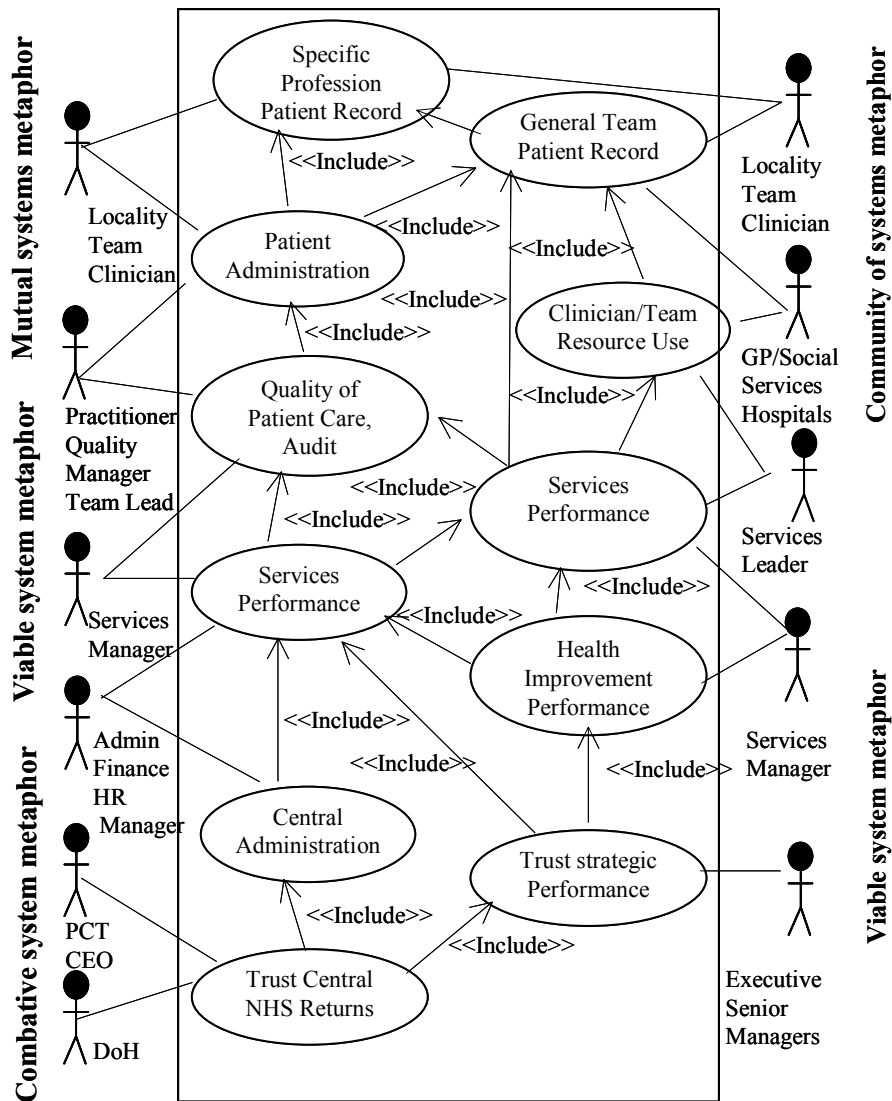 Mutual systems metaphor
Viable system metaphor
Combative system metaphor
Locality
Team
Clinician
Practitioner
Quality
Manager
Team Lead
Services
Manager
Admin
Finance
HR
Manager
PCT
CEO
DoH
Specific
Profession
Patient Record
General Team
Patient Record
<<Include>>
<<Include>>
<<Include>>
Patient
Administration
<<Include>>
<<Include>>
Clinician/Team
Resource Use
Quality of
Patient Care,
Audit
<<Include>>
<<Include>>
<<Include>>
Services
Performance
Services
Performance
<<Include>>
<<Include>>
Health
Improvement
Performance
<<Include>>
<<Include>>
<<Include>>
Central
Administration
Trust strategic
Performance
<<Include>>
<<Include>>
Trust Central
NHS Returns
Locality
Team
Clinician
GP/Social
Services
Hospitals
Services
Leader
Services
Manager
Executive
Senior
Managers
Community of systems metaphor
Viable system metaphor